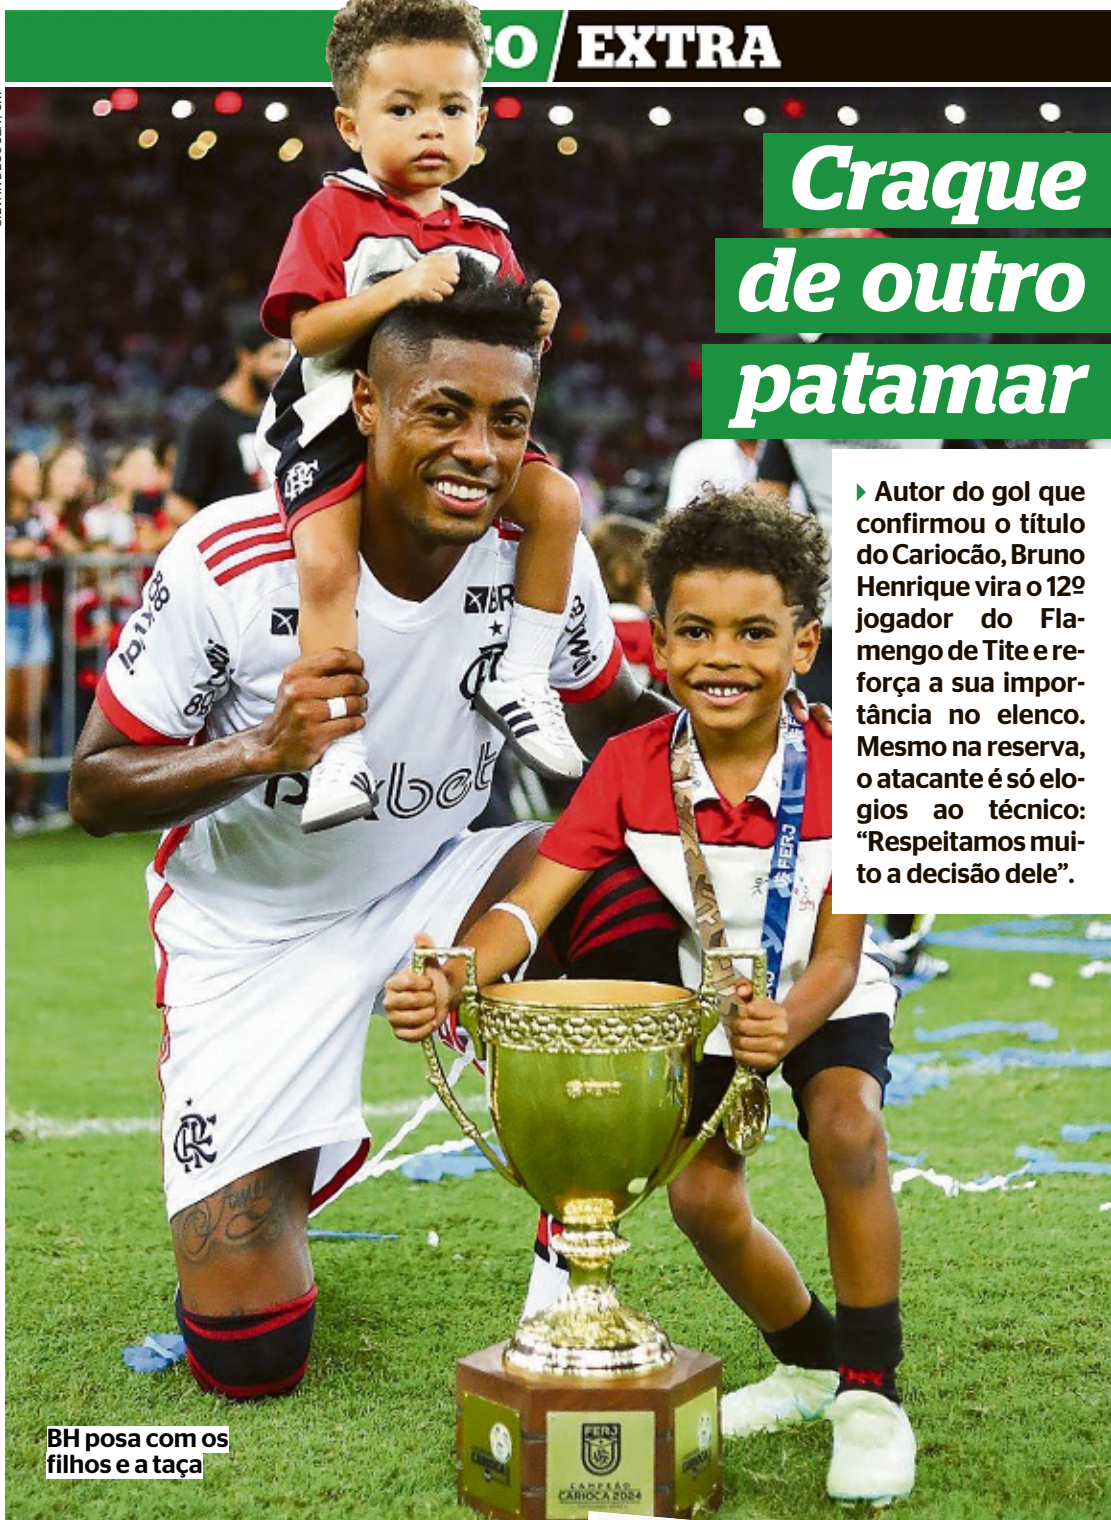 EXTRA
Craque
de outro
patamar
Autor do gol que
confirmou o título
do Cariocão, Bruno
Henrique vira o 12º
jogador do Fla-
mengo de Tite e re-
força a sua impor-
tância no elenco.
Mesmo na reserva,
o atacante é só elo-
gios ao técnico:
“Respeitamos mui-
to a decisão dele”.
FERJ
BH posa com os
filhos e a taça
FERJ
CAMPEÃO
CARIOCA 2024